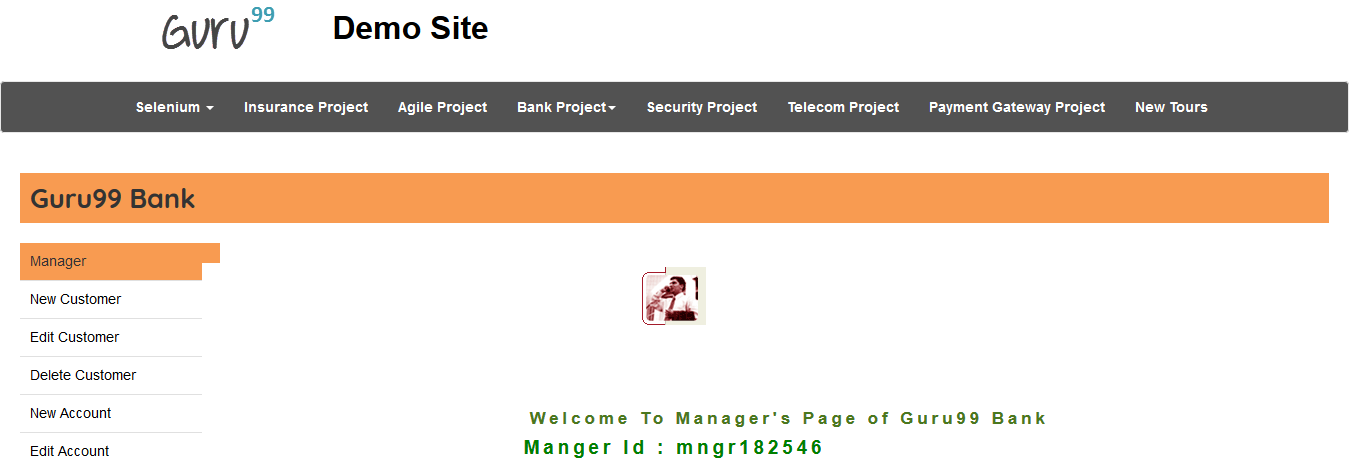 Guru99 Demo Site
Selenium Insurance Project Agile Project Bank Project Security Project Telecom Project Payment Gateway Project New Tours
Guru99 Bank
Manager
New Customer
Edit Customer
Delete Customer
New Account
Edit Account
Welcome To Manager's Page of Guru99 Bank
Manger Id : mngr182546